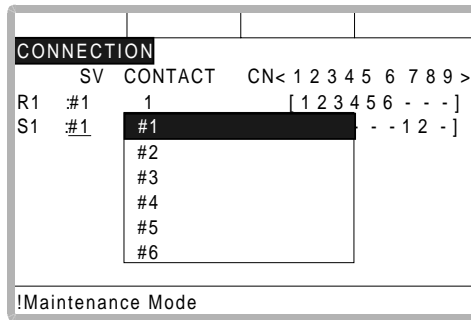 CONNECTION
SV CONTACT CN< 1 2 3 4 5 6 7 8 9 >
R1 :#1 1 [ 1 2 3 4 5 6 - - - ]
S1 :#1 #1 - - 1 2 - ]
#2
#3
#4
#5
#6
!Maintenance Mode